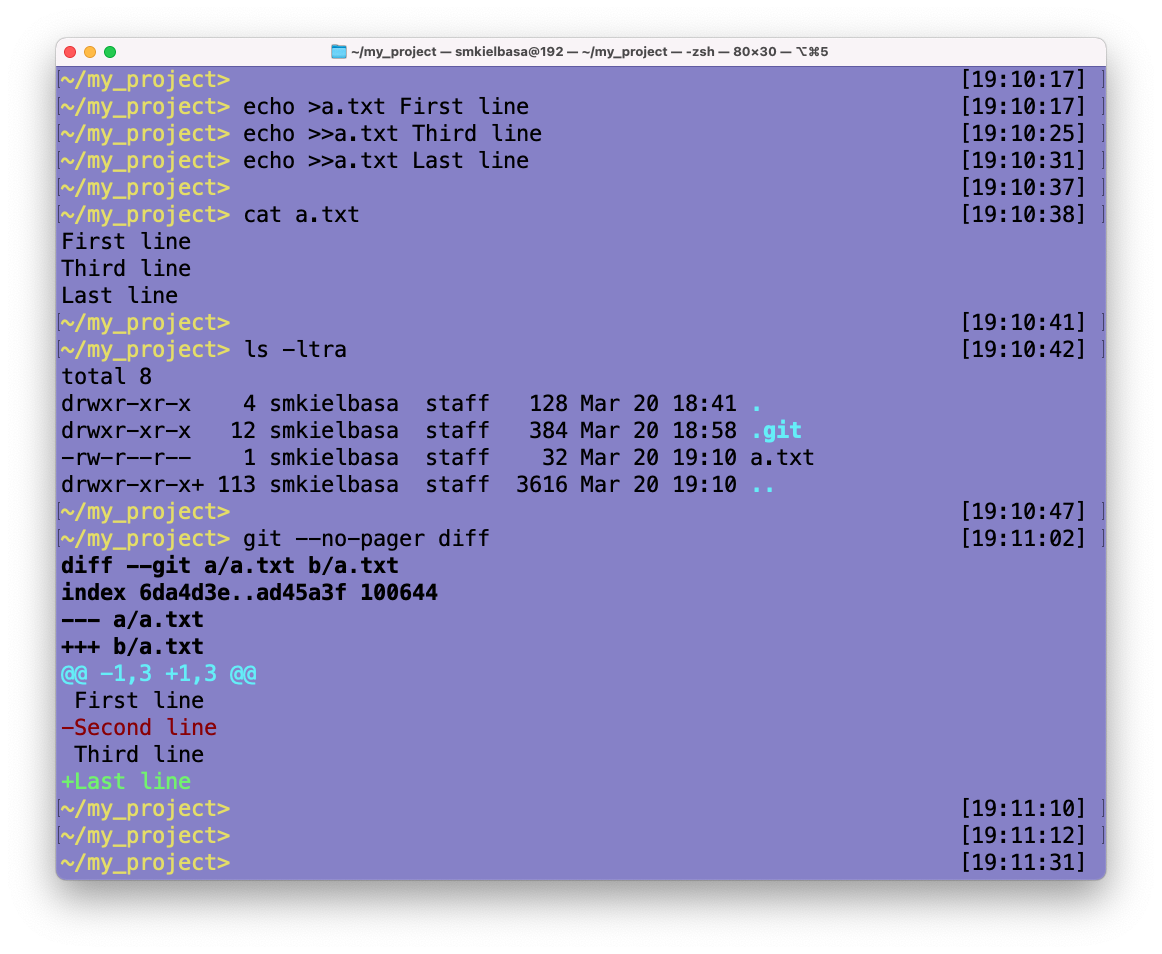 ~/my_project — smkielbasa@192 — ~/my_project — -zsh — 80×30 — ⌥⌘5
~/my_project> [19:10:17]
~/my_project> echo >a.txt First line [19:10:17]
~/my_project> echo >>a.txt Third line [19:10:25]
~/my_project> echo >>a.txt Last line [19:10:31]
~/my_project> [19:10:37]
~/my_project> cat a.txt [19:10:38]
First line
Third line
Last line
~/my_project> [19:10:41]
~/my_project> ls -ltra [19:10:42]
total 8
drwxr-xr-x    4 smkielbasa  staff   128 Mar 20 18:41 .
drwxr-xr-x   12 smkielbasa  staff   384 Mar 20 18:58 .git
-rw-r--r--    1 smkielbasa  staff    32 Mar 20 19:10 a.txt
drwxr-xr-x+ 113 smkielbasa  staff  3616 Mar 20 19:10 ..
~/my_project> [19:10:47]
~/my_project> git --no-pager diff [19:11:02]
diff --git a/a.txt b/a.txt
index 6da4d3e..ad45a3f 100644
--- a/a.txt
+++ b/a.txt
@@ -1,3 +1,3 @@
 First line
-Second line
 Third line
+Last line
~/my_project> [19:11:10]
~/my_project> [19:11:12]
~/my_project> [19:11:31]